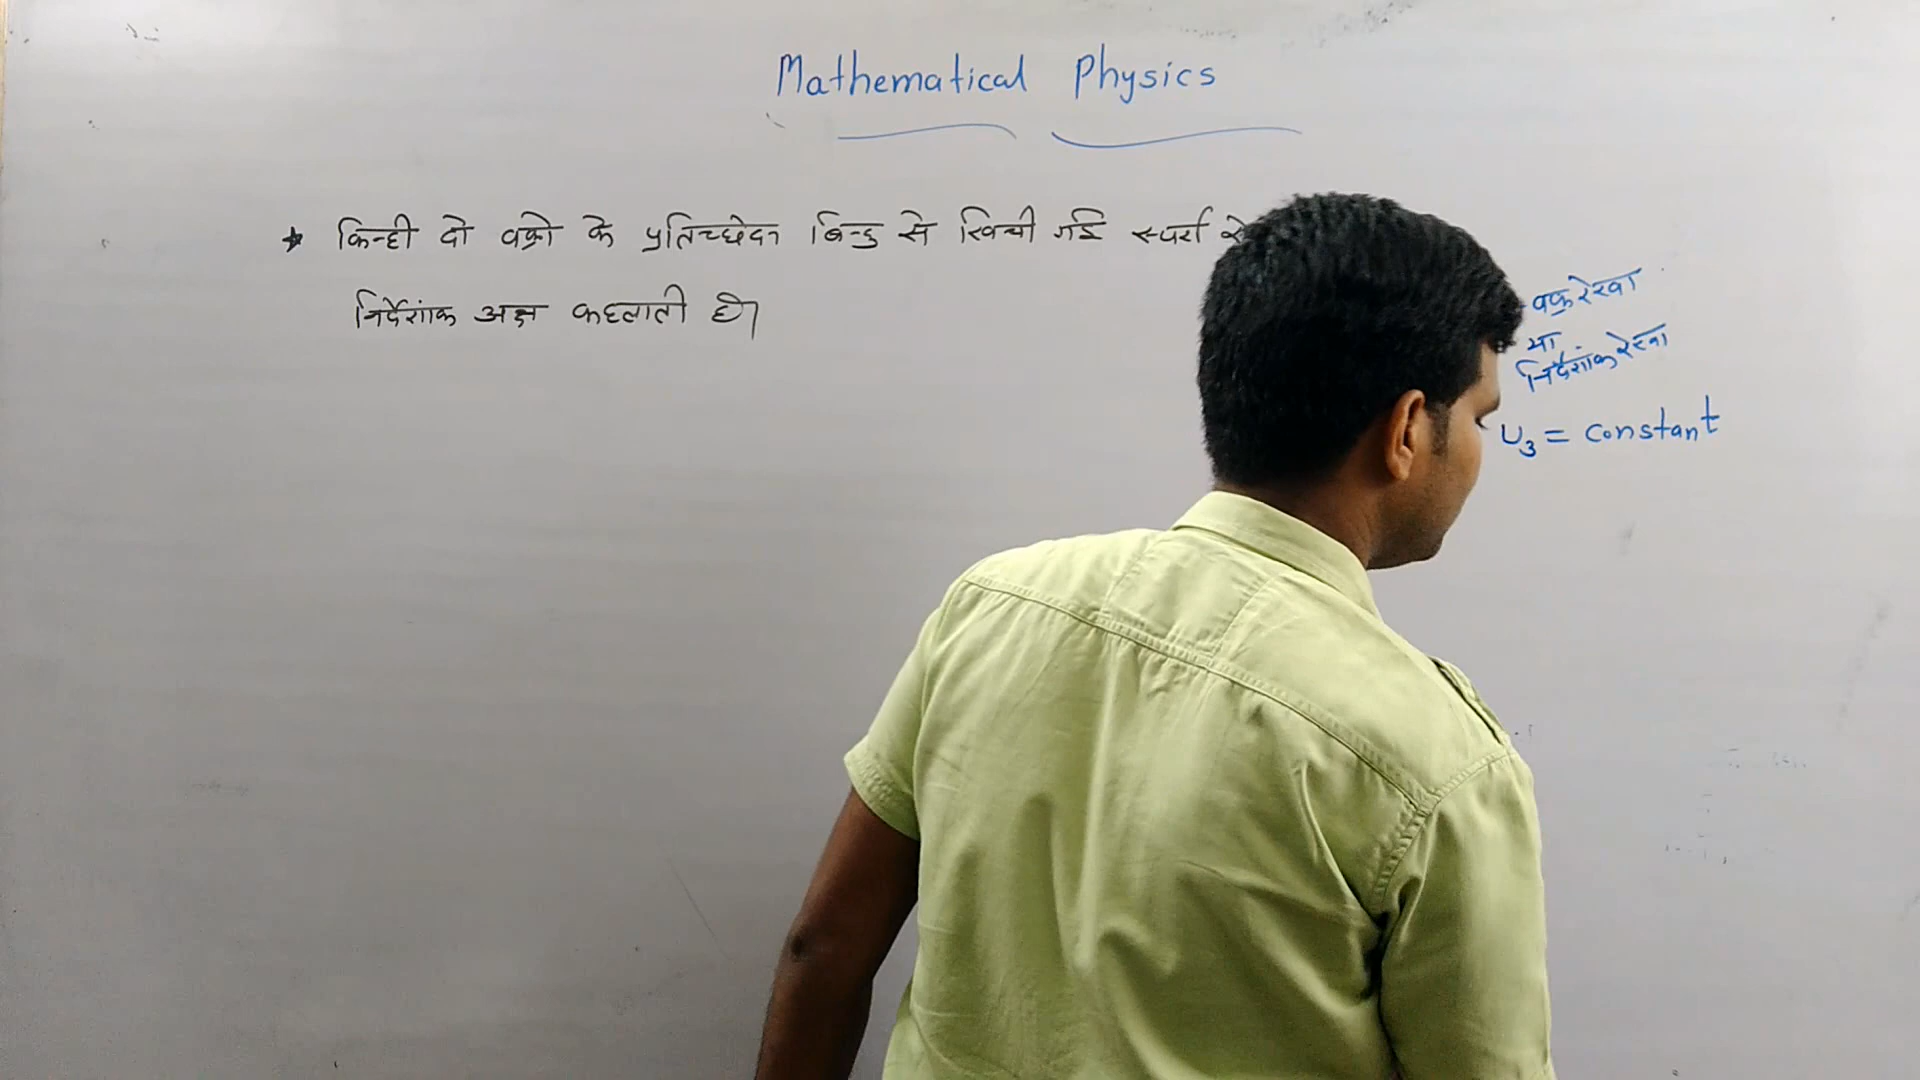 Mathematical Physics
* किन्ही दो वक्रो के प्रतिच्छेदन बिन्दु से खिची गई स्पर्श रे
निर्देशांक अक्ष कहलाती है।
वक्र रेखा
या
निर्देशांक रेखा
U₃ = constant